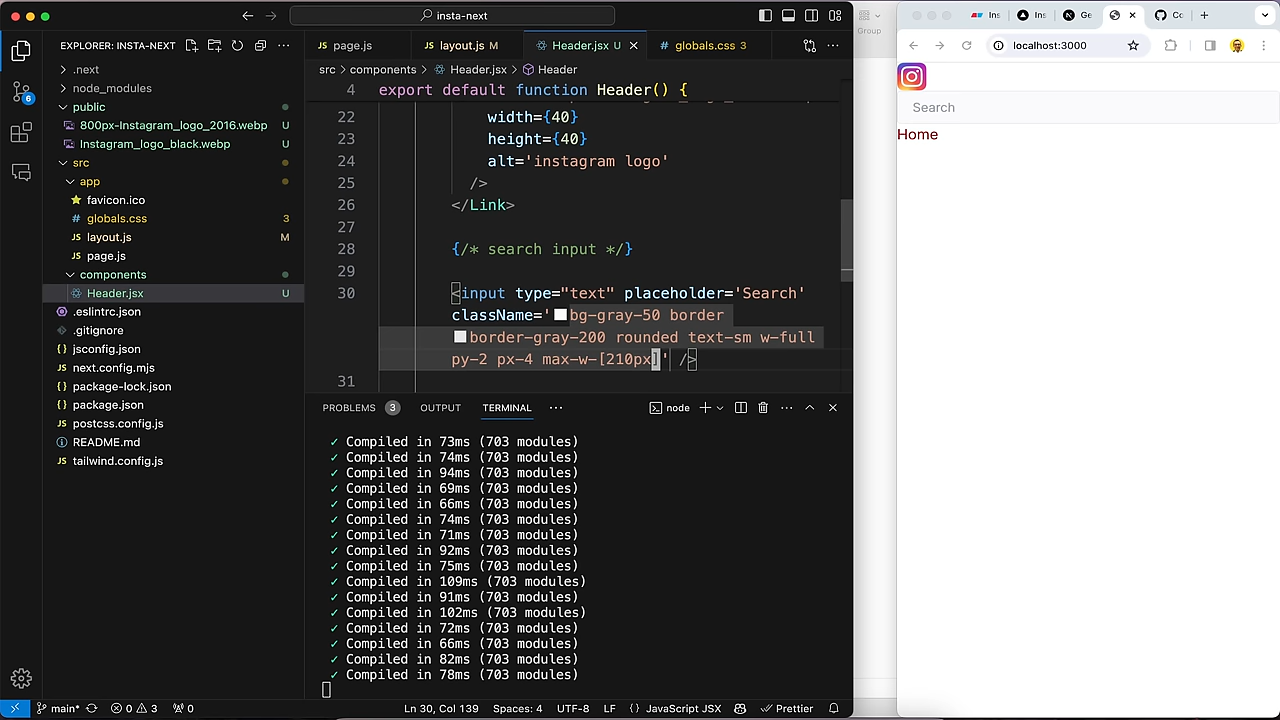 insta-next
EXPLORER: INSTA-NEXT
.next
node_modules
public
800px-Instagram_logo_2016.webp U
Instagram_logo_black.webp U
src
app
favicon.ico
globals.css 3
layout.js M
page.js
components
Header.jsx U
.eslintrc.json
.gitignore
jsconfig.json
next.config.mjs
package-lock.json
package.json
postcss.config.js
README.md
tailwind.config.js
6
page.js layout.js M Header.jsx U globals.css 3
src > components > Header.jsx > Header
4 export default function Header() {
22 width={40}
23 height={40}
24 alt='instagram logo'
25 />
26 </Link>
27
28 {/* search input */}
29
30 <input type="text" placeholder='Search'
className='bg-gray-50 border
border-gray-200 rounded text-sm w-full
py-2 px-4 max-w-[210px]' />
31
PROBLEMS 3 OUTPUT TERMINAL node
✓ Compiled in 73ms (703 modules)
✓ Compiled in 74ms (703 modules)
✓ Compiled in 94ms (703 modules)
✓ Compiled in 69ms (703 modules)
✓ Compiled in 66ms (703 modules)
✓ Compiled in 74ms (703 modules)
✓ Compiled in 71ms (703 modules)
✓ Compiled in 92ms (703 modules)
✓ Compiled in 75ms (703 modules)
✓ Compiled in 109ms (703 modules)
✓ Compiled in 91ms (703 modules)
✓ Compiled in 102ms (703 modules)
✓ Compiled in 72ms (703 modules)
✓ Compiled in 66ms (703 modules)
✓ Compiled in 82ms (703 modules)
✓ Compiled in 78ms (703 modules)
main* 0 3 0 Ln 30, Col 139 Spaces: 4 UTF-8 LF {} JavaScript JSX Prettier
Group
Ins Ins Ge Co
localhost:3000
Search
Home